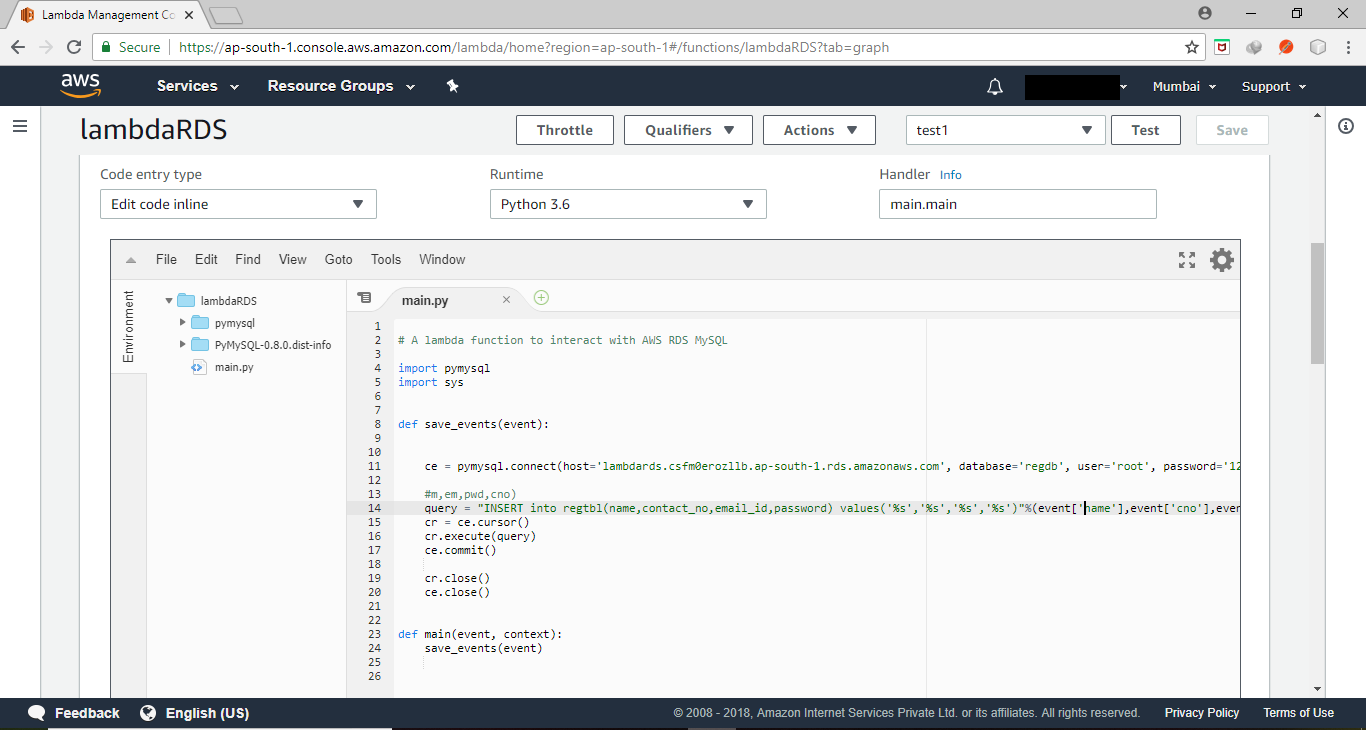 Lambda Management Co
Secure https://ap-south-1.console.aws.amazon.com/lambda/home?region=ap-south-1#/functions/lambdaRDS?tab=graph
aws Services Resource Groups Mumbai Support
lambdaRDS Throttle Qualifiers Actions test1 Test Save
Code entry type Runtime Handler Info
Edit code inline Python 3.6 main.main
File Edit Find View Goto Tools Window
Environment
lambdaRDS
pymysql
PyMySQL-0.8.0.dist-info
main.py
main.py
1
2 # A lambda function to interact with AWS RDS MySQL
3
4 import pymysql
5 import sys
6
7
8 def save_events(event):
9
10
11 ce = pymysql.connect(host='lambdards.csfm0erozllb.ap-south-1.rds.amazonaws.com', database='regdb', user='root', password='12
12
13 #m,em,pwd,cno)
14 query = "INSERT into regtbl(name,contact_no,email_id,password) values('%s','%s','%s','%s')"%(event['name'],event['cno'],even
15 cr = ce.cursor()
16 cr.execute(query)
17 ce.commit()
18
19 cr.close()
20 ce.close()
21
22
23 def main(event, context):
24 save_events(event)
25
26
Feedback English (US) © 2008 - 2018, Amazon Internet Services Private Ltd. or its affiliates. All rights reserved. Privacy Policy Terms of Use